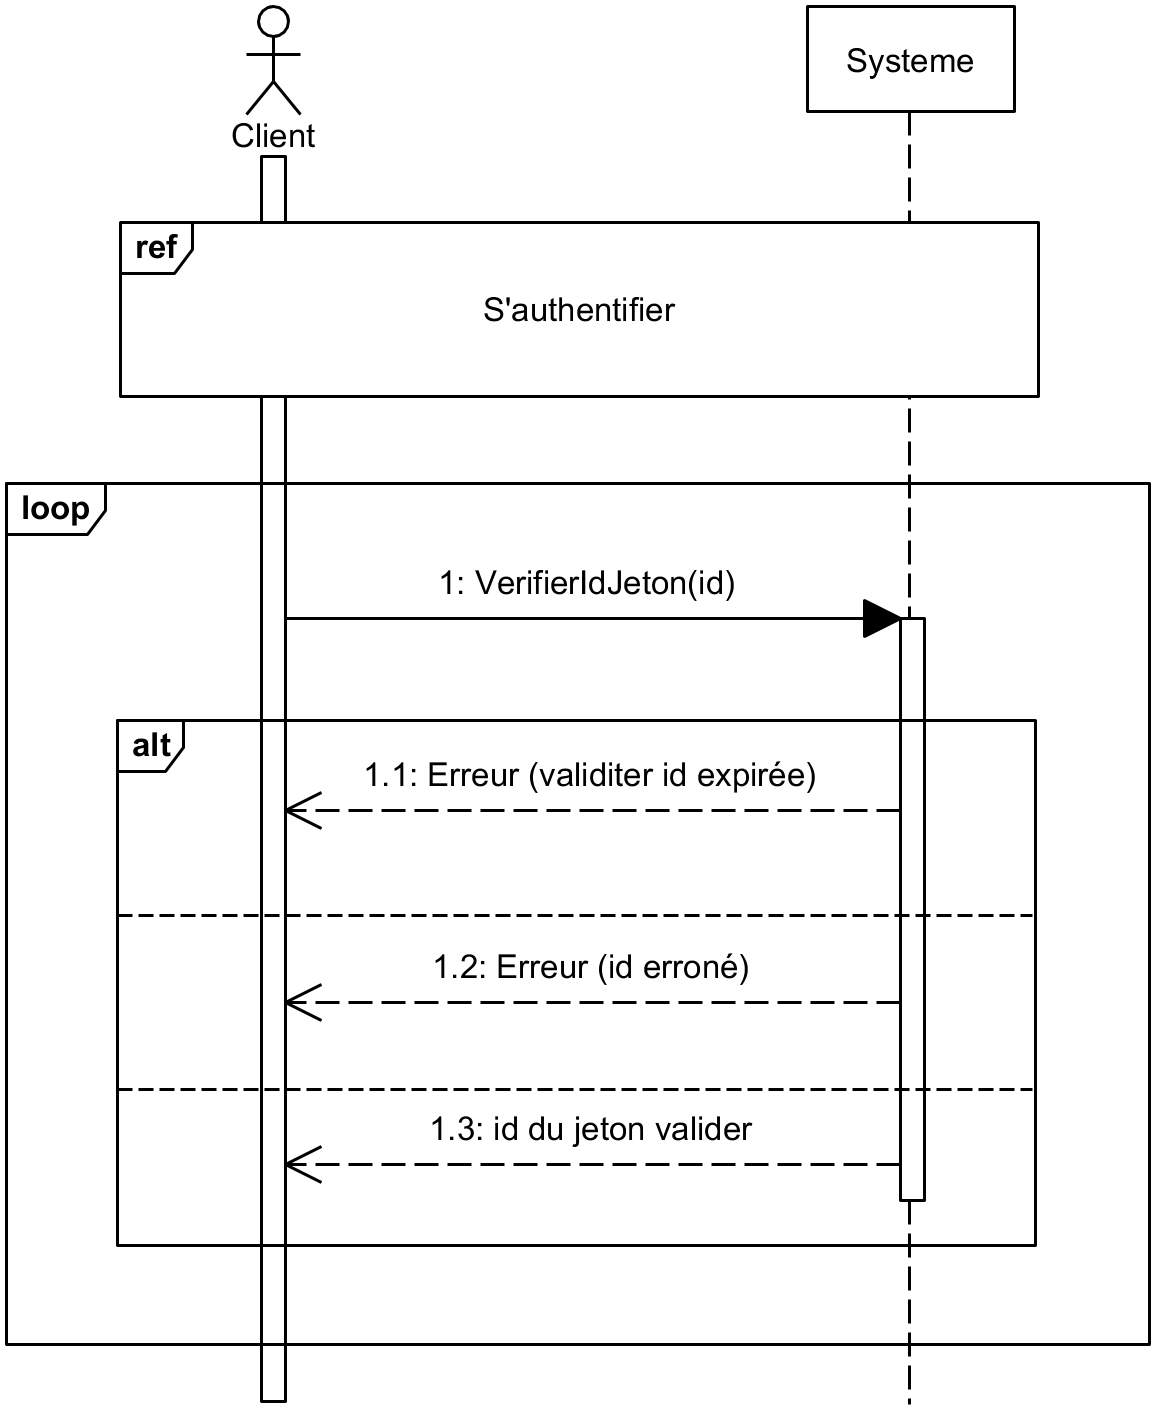 Client
Systeme
ref
S'authentifier
loop
1: VerifierIdJeton(id)
alt
1.1: Erreur (validiter id expirée)
1.2: Erreur (id erroné)
1.3: id du jeton valider